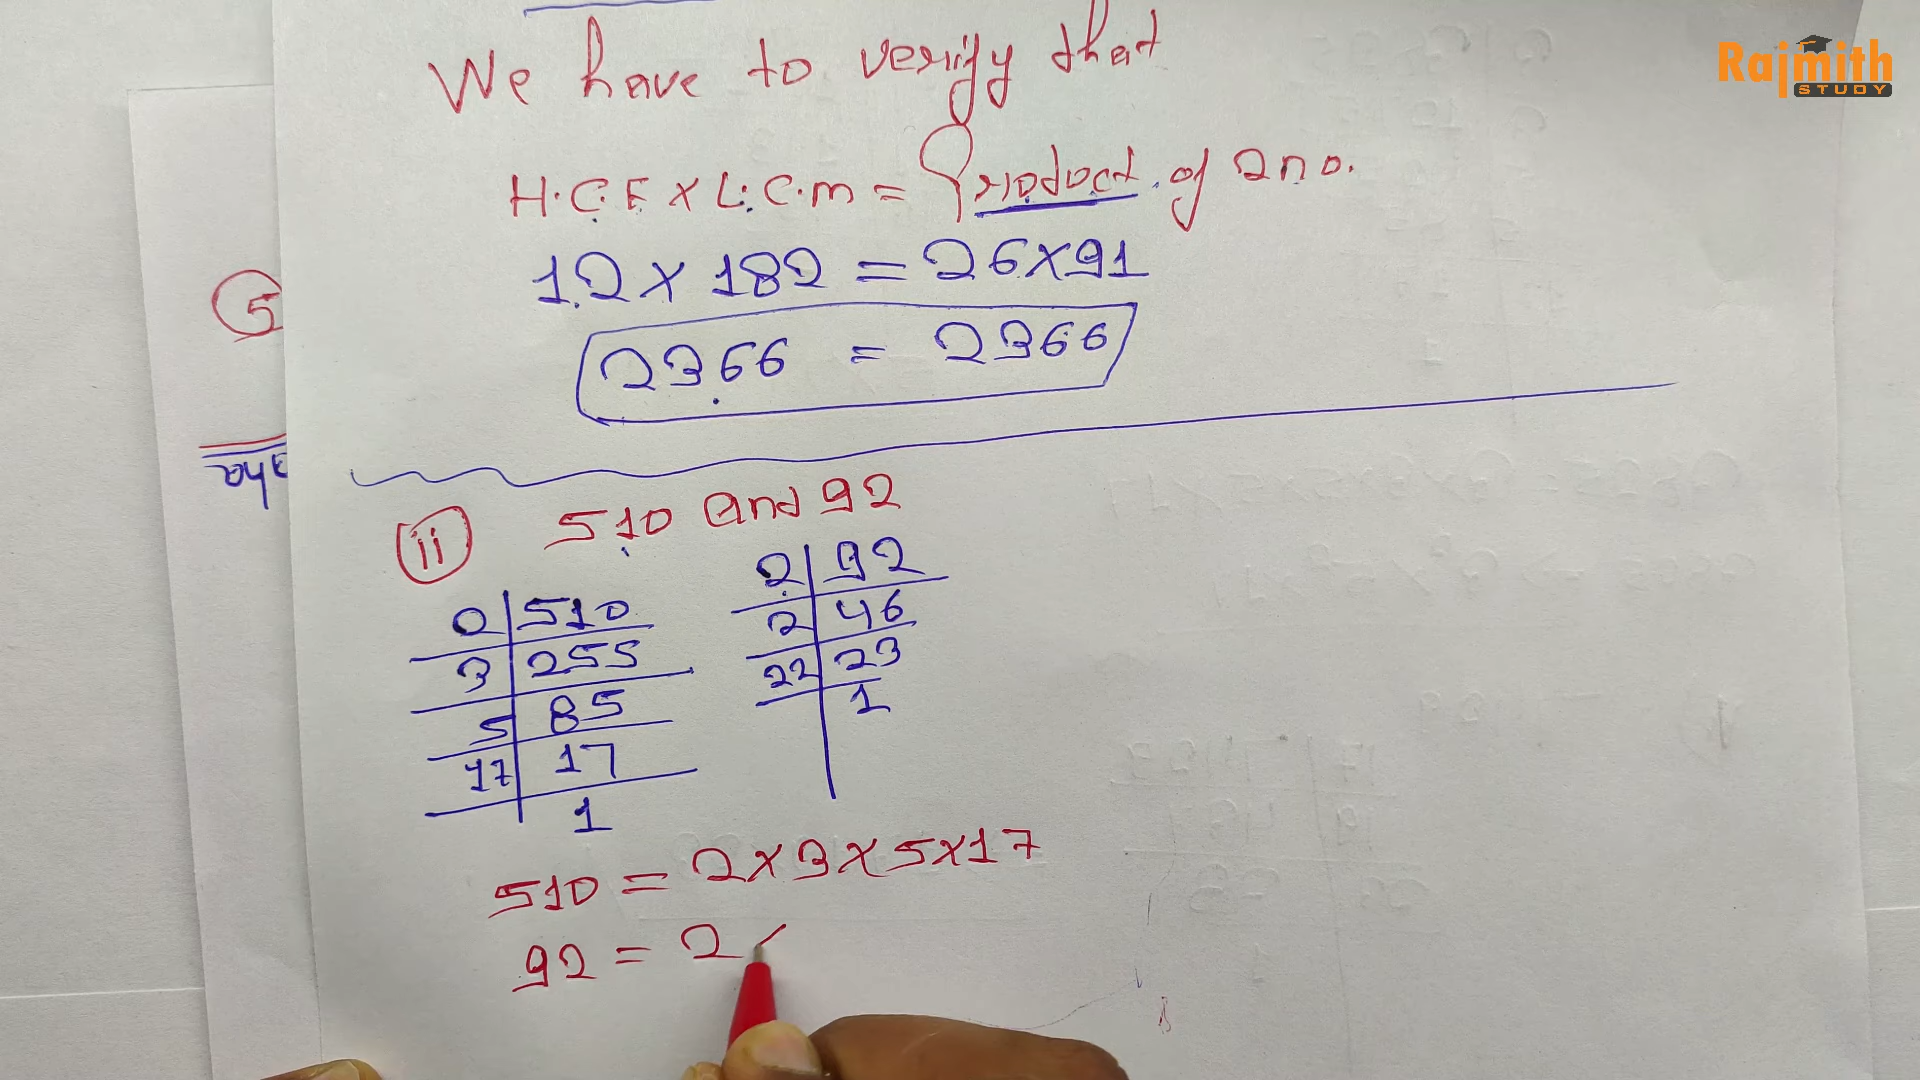 We have to verify that
Rajmith
STUDY
H.C.F × L.C.M = Product of 2 no.
12 × 182 = 26×91
2366 = 2366
5
ii 510 and 92
2 | 510
3 | 255
5 | 85
17 | 17
1
2 | 92
2 | 46
22 | 23
1
510 = 2×3×5×17
92 = 2